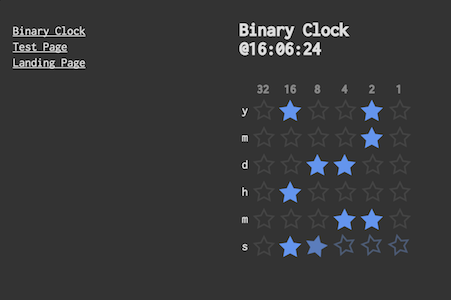 Binary Clock
Test Page
Landing Page
Binary Clock
@16:06:24
32 16 8 4 2 1
y
m
d
h
m
s